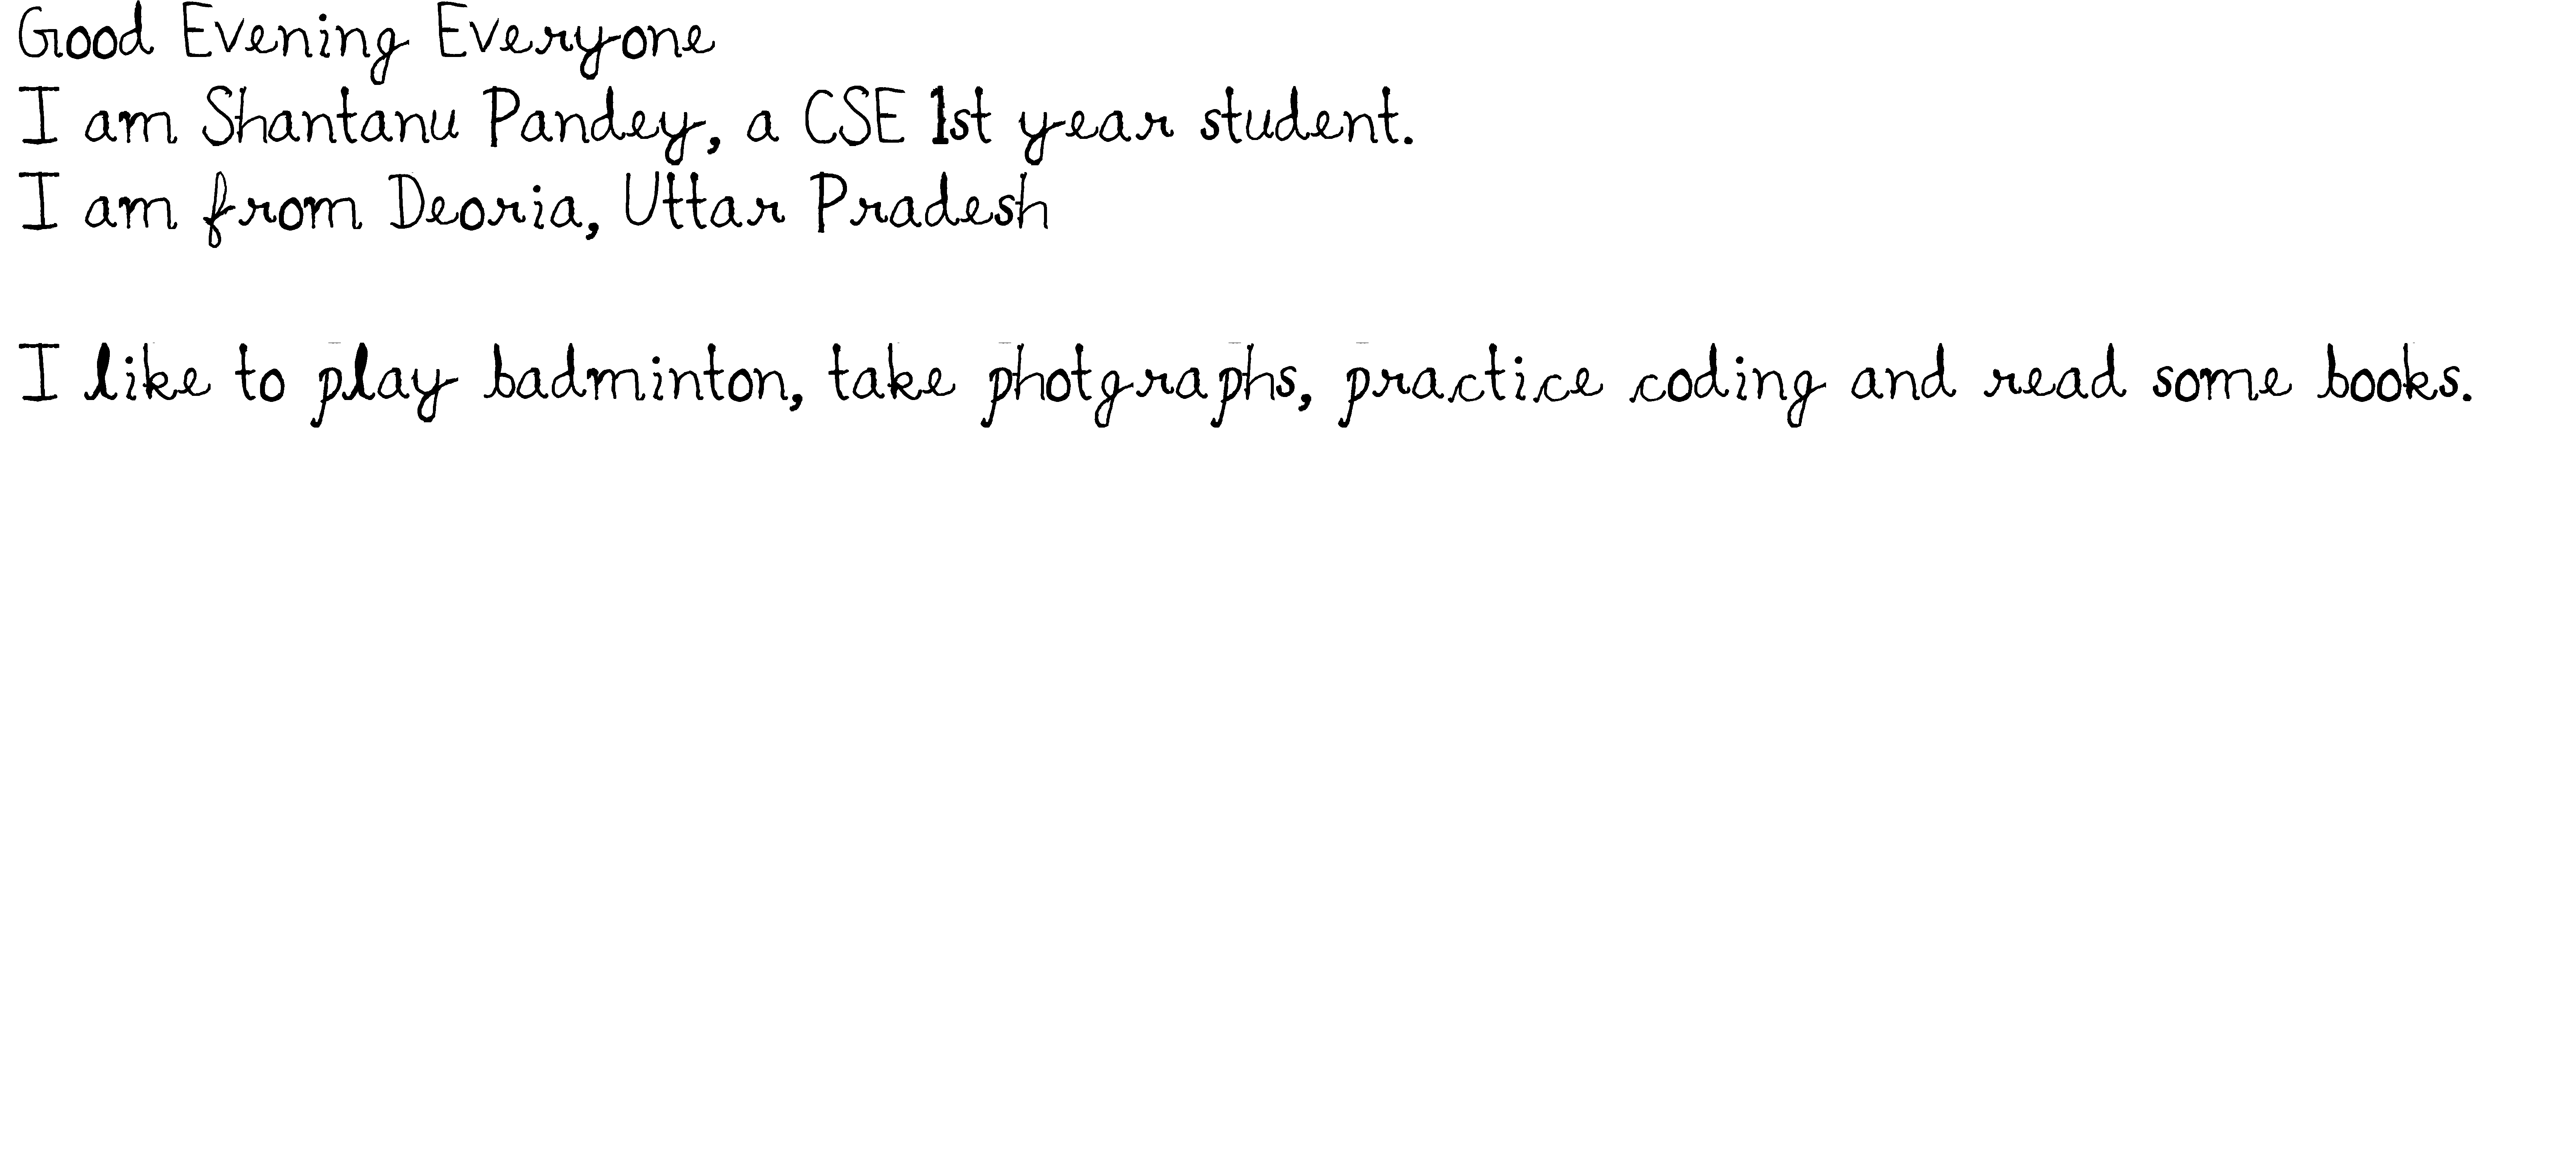 Good Evening Everyone
I am Shantanu Pandey, a CSE 1st year student.
I am from Deoria, Uttar Pradesh
I like to play badminton, take photgraphs, practice coding and read some books.